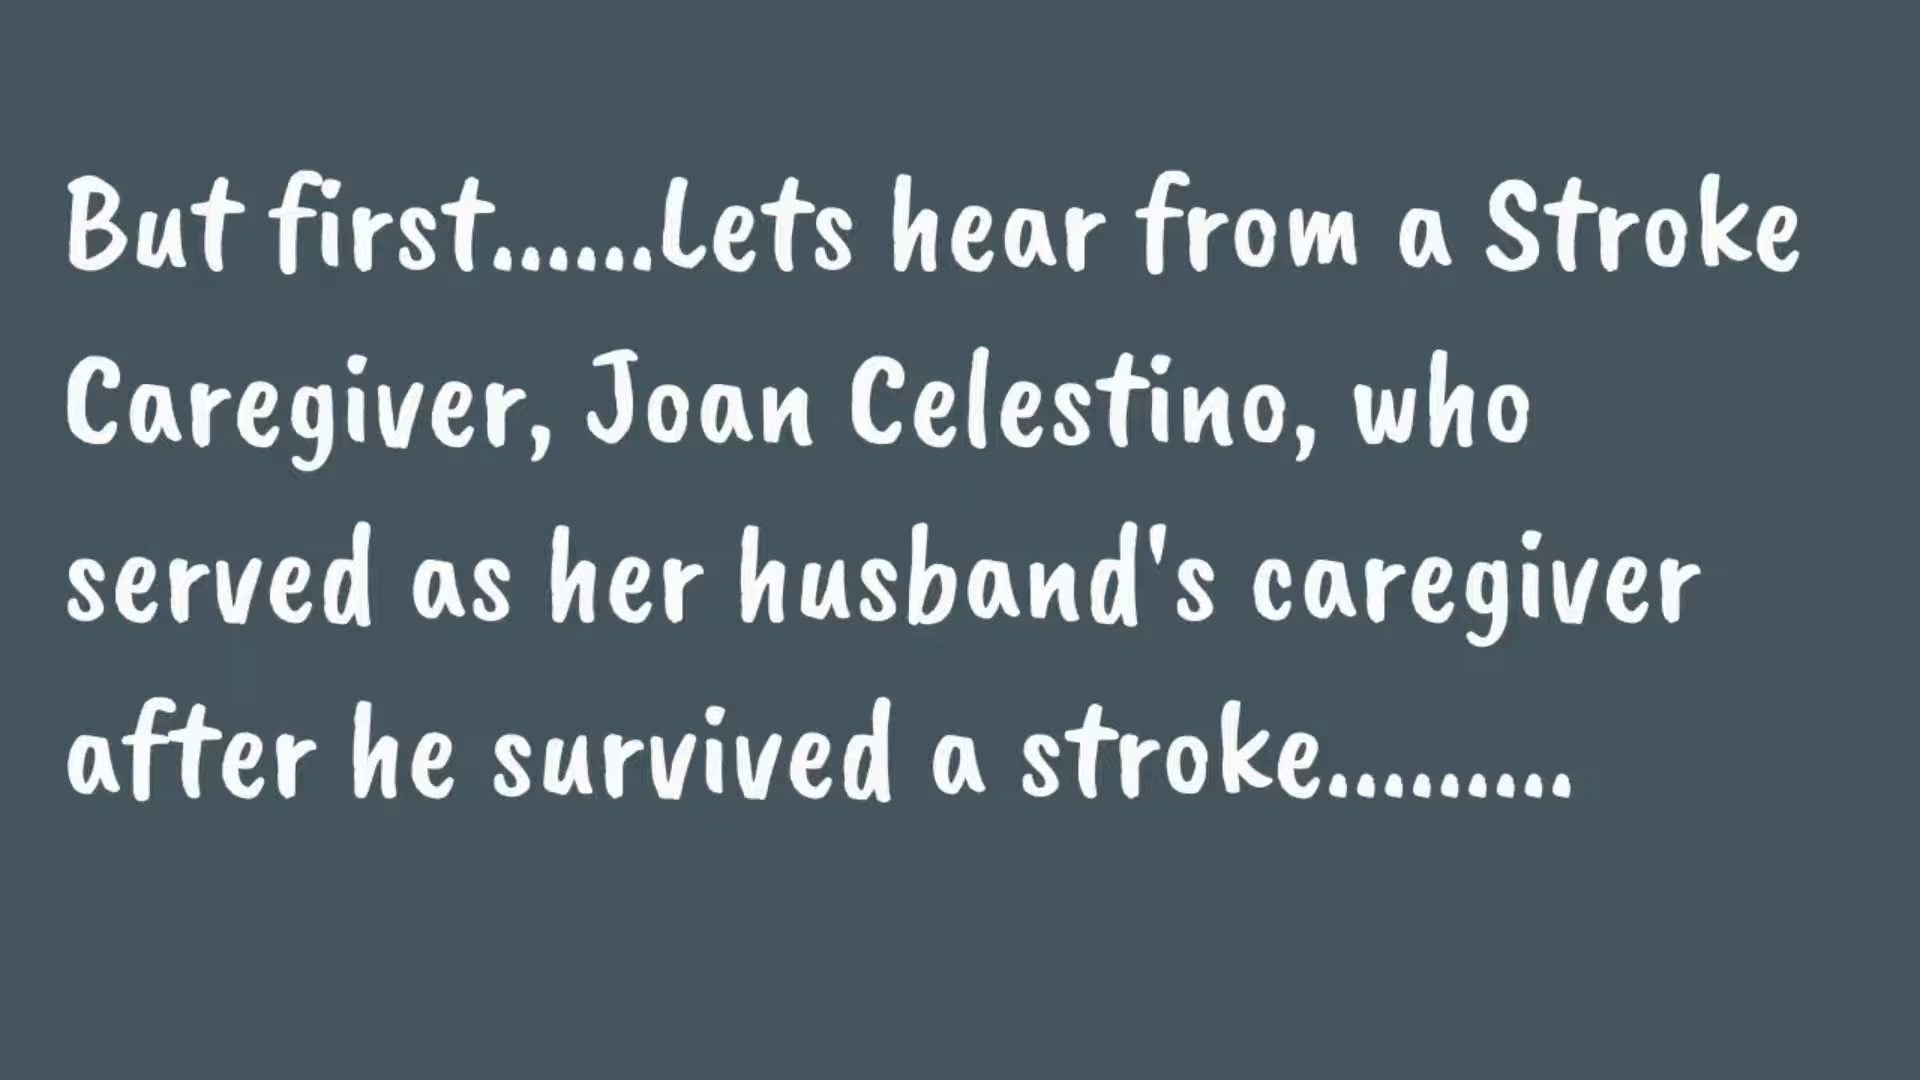 But first......Lets hear from a Stroke
Caregiver, Joan Celestino, who
served as her husband's caregiver
after he survived a stroke.........